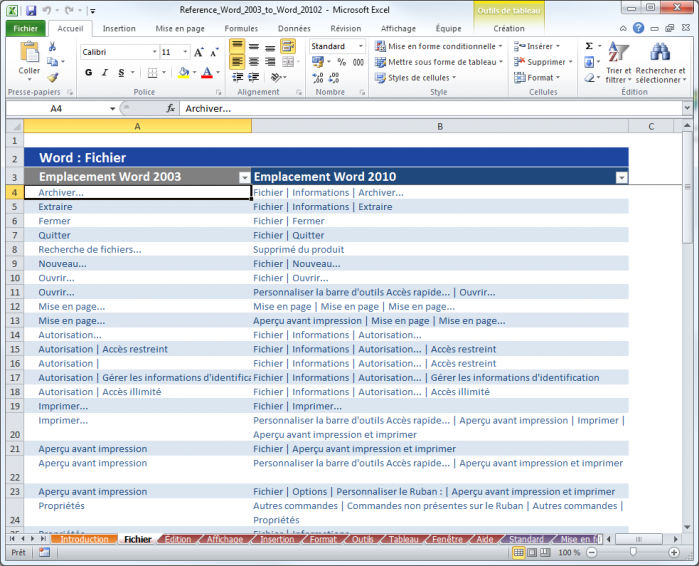 Reference_Word_2003_to_Word_20102 - Microsoft Excel
Outils de tableau
Fichier Accueil Insertion Mise en page Formules Données Révision Affichage Équipe Création
Coller
Calibri 11
G I S
Standard
% 000
Mise en forme conditionnelle
Mettre sous forme de tableau
Styles de cellules
Insérer
Supprimer
Format
Trier et filtrer
Rechercher et sélectionner
Presse-papiers Police Alignement Nombre Style Cellules Édition
A4 fx Archiver...
A B C
1
2 Word : Fichier
3 Emplacement Word 2003 Emplacement Word 2010
4 Archiver... Fichier | Informations | Archiver...
5 Extraire Fichier | Informations | Extraire
6 Fermer Fichier | Fermer
7 Quitter Fichier | Quitter
8 Recherche de fichiers... Supprimé du produit
9 Nouveau... Fichier | Nouveau...
10 Ouvrir... Fichier | Ouvrir...
11 Ouvrir... Personnaliser la barre d'outils Accès rapide... | Ouvrir...
12 Mise en page... Mise en page | Mise en page | Mise en page...
13 Mise en page... Aperçu avant impression | Mise en page | Mise en page...
14 Autorisation... Fichier | Informations | Autorisation...
15 Autorisation | Accès restreint Fichier | Informations | Autorisation... | Accès restreint
16 Autorisation | Fichier | Informations | Autorisation... | Accès restreint
17 Autorisation | Gérer les informations d'identifica Fichier | Informations | Autorisation... | Gérer les informations d'identification
18 Autorisation | Accès illimité Fichier | Informations | Autorisation... | Accès illimité
19 Imprimer... Fichier | Imprimer...
Imprimer... Personnaliser la barre d'outils Accès rapide... | Aperçu avant impression | Imprimer |
20 Aperçu avant impression et imprimer
21 Aperçu avant impression Fichier | Aperçu avant impression et imprimer
Aperçu avant impression Personnaliser la barre d'outils Accès rapide... | Aperçu avant impression et imprimer
22
23 Aperçu avant impression Fichier | Options | Personnaliser le Ruban : | Aperçu avant impression et imprimer
Propriétés Autres commandes | Commandes non présentes sur le Ruban | Autres commandes |
24 Propriétés
Introduction Fichier Edition Affichage Insertion Format Outils Tableau Fenêtre Aide Standard Mise en f
Prêt 100 %